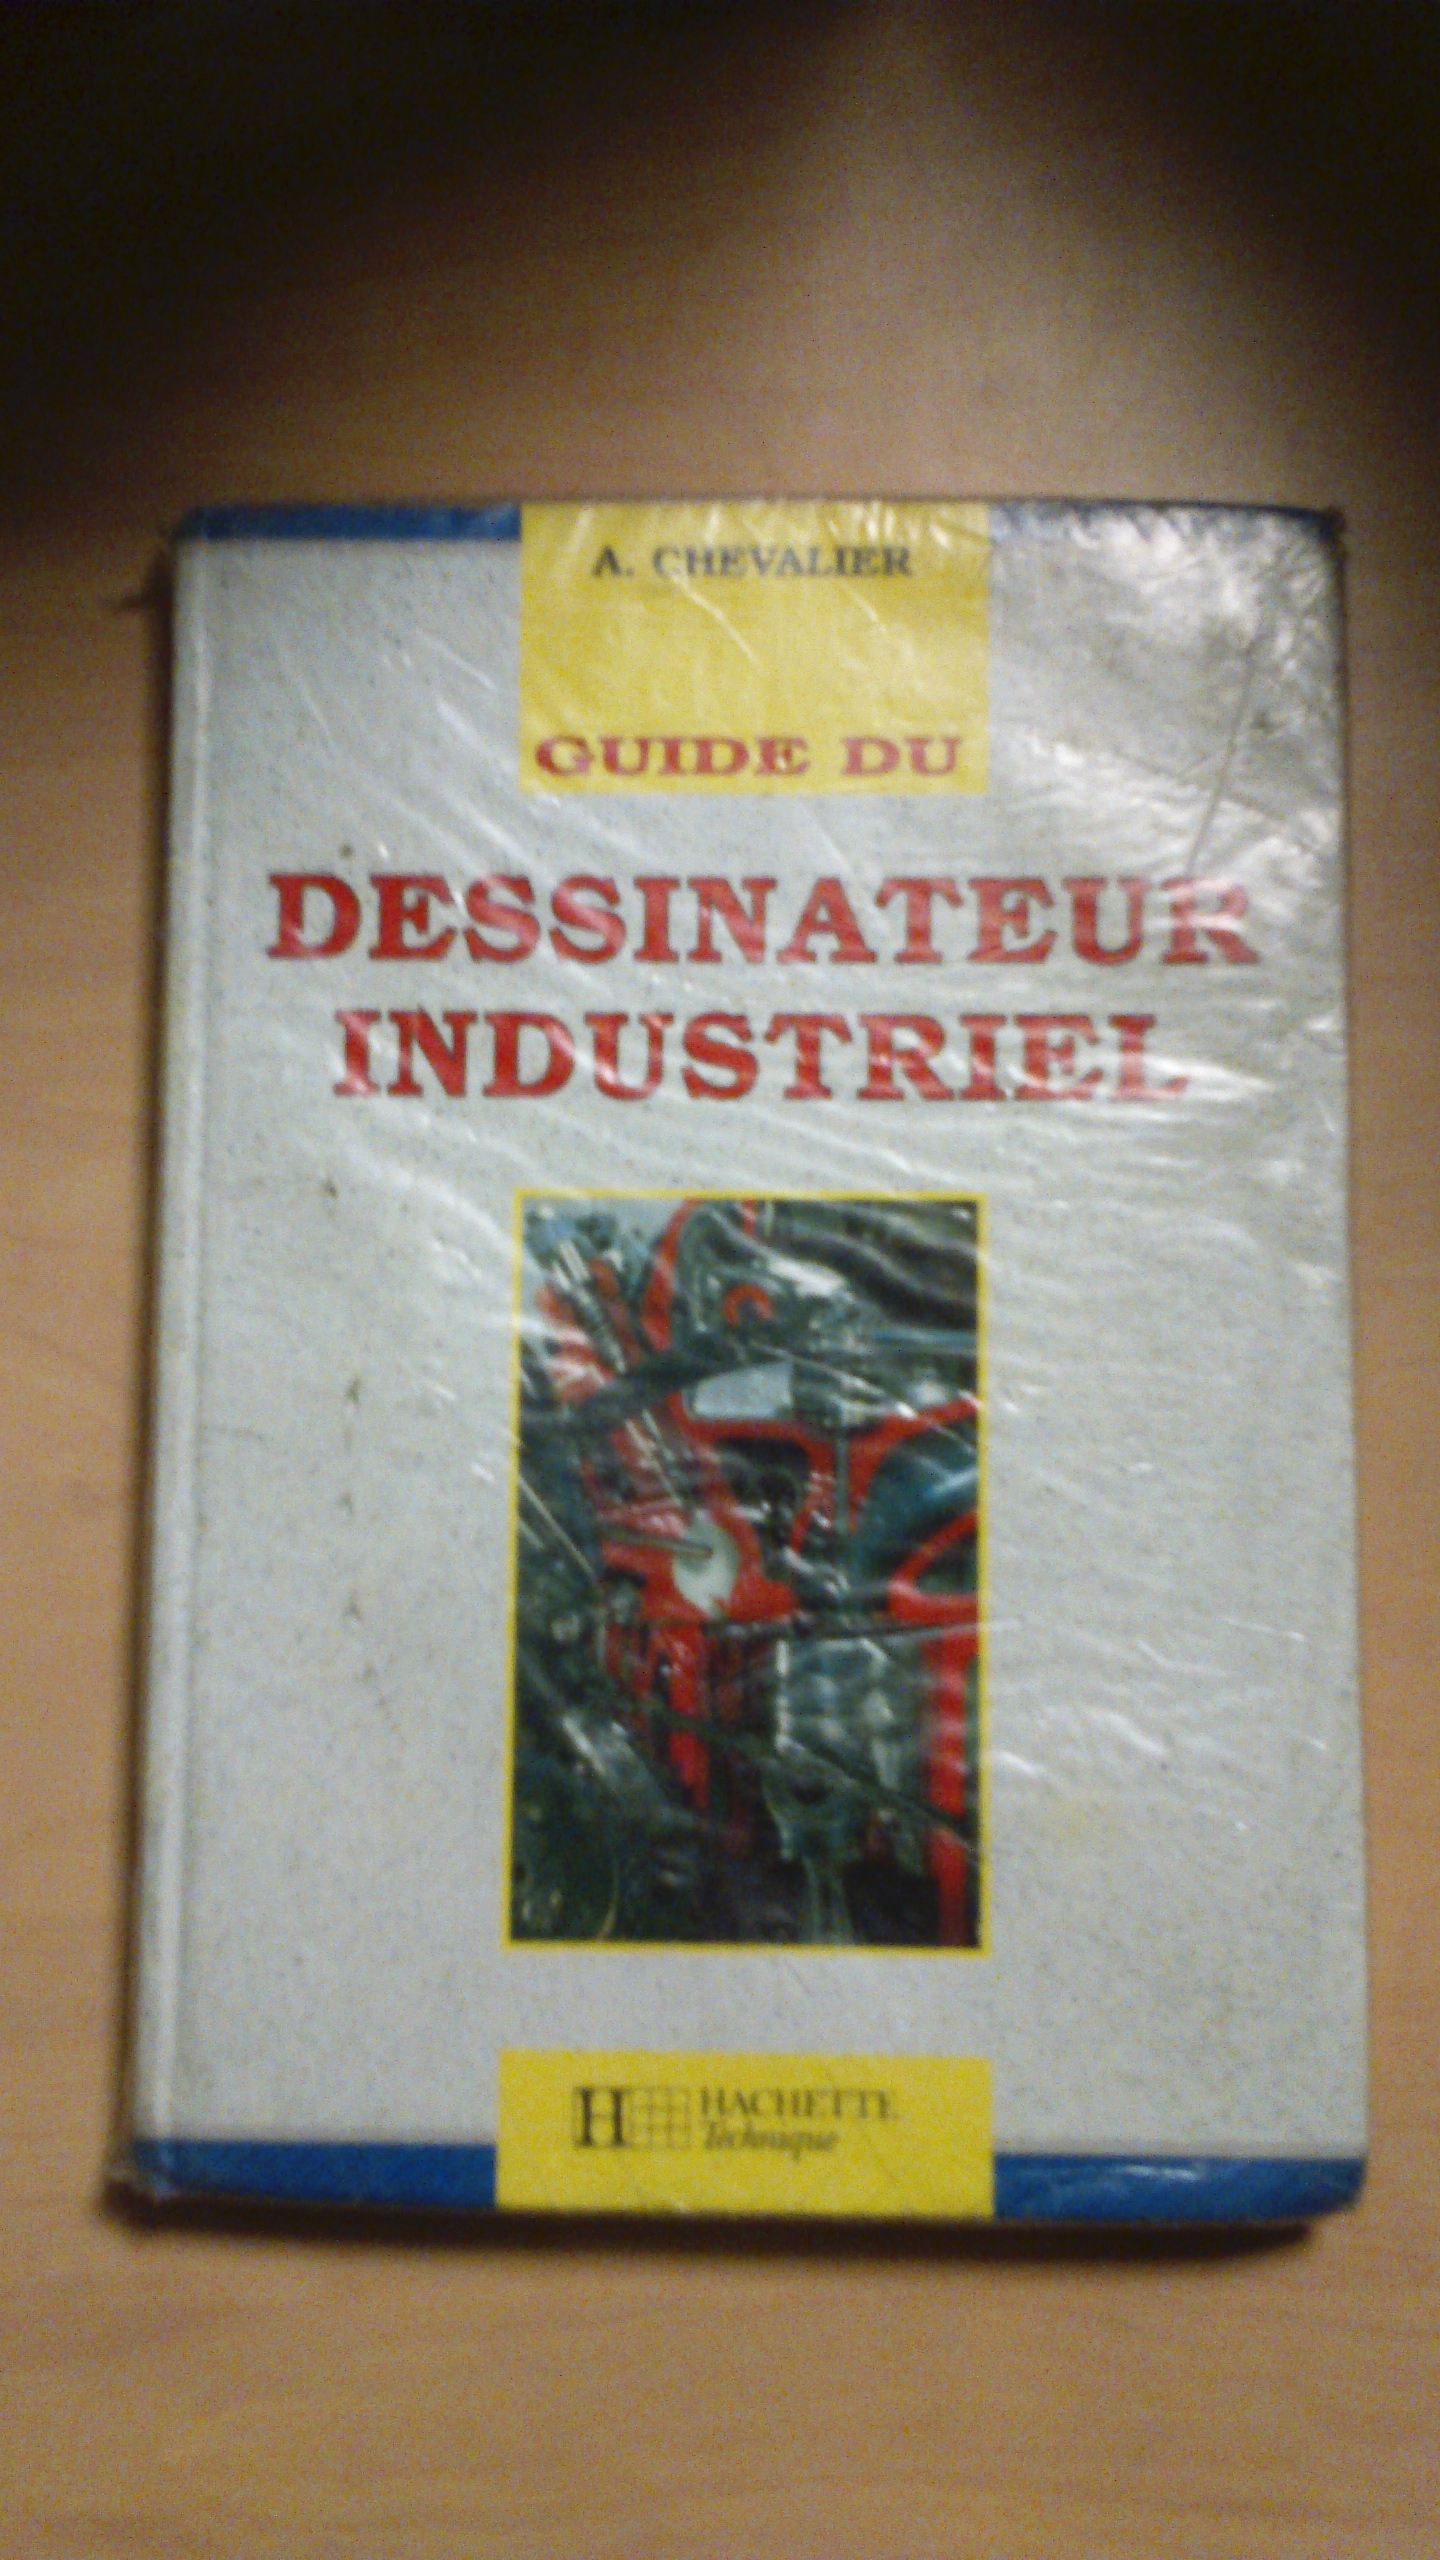 A. CHEVALIER
GUIDE DU
DESSINATEUR
INDUSTRIEL
H HACHETTE
Technique